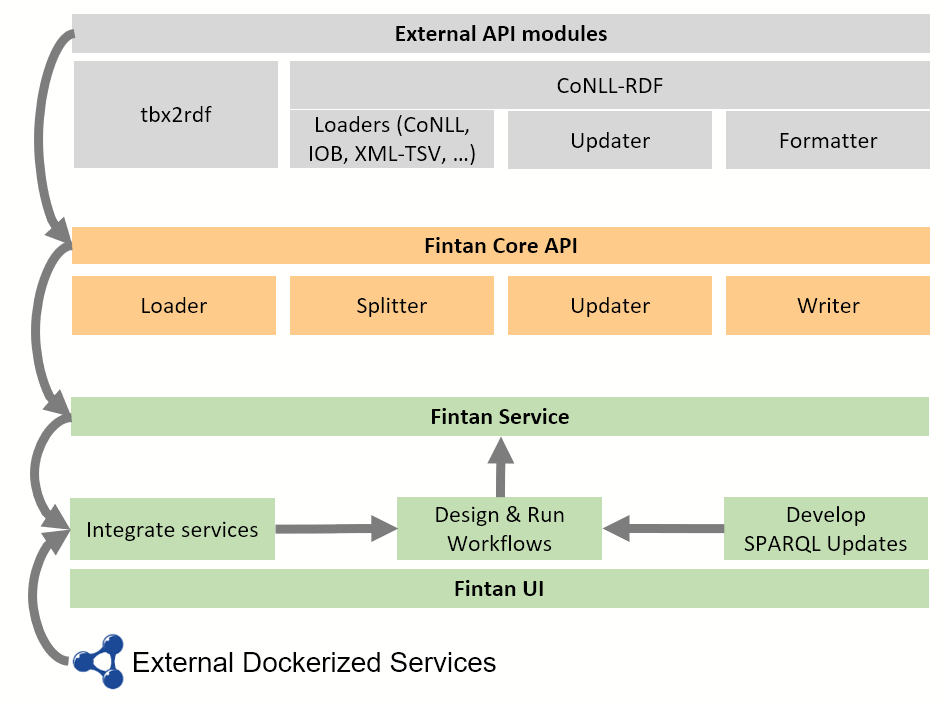 External API modules
tbx2rdf
CoNLL-RDF
Loaders (CoNLL,
IOB, XML-TSV, ...)
Updater
Formatter
Fintan Core API
Loader
Splitter
Updater
Writer
Fintan Service
Integrate services
Design & Run
Workflows
Develop
SPARQL Updates
Fintan UI
External Dockerized Services